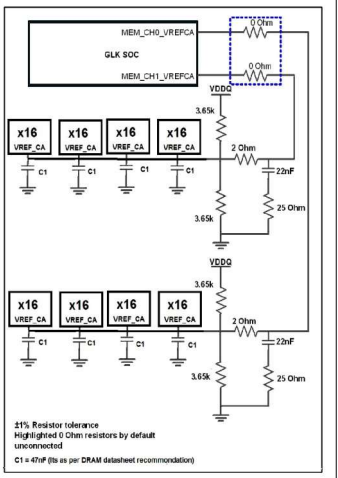 MEM_CH0_VREFCA
0 Ohm
GLK SOC
MEM_CH1_VREFCA
0 Ohm
VDDQ
3.65k
x16 x16 x16 x16
VREF_CA VREF_CA VREF_CA VREF_CA
2 Ohm
C1 C1 C1 C1
22nF
3.65k
25 Ohm
VDDQ
3.65k
x16 x16 x16 x16
VREF_CA VREF_CA VREF_CA VREF_CA
2 Ohm
C1 C1 C1 C1
22nF
3.65k
25 Ohm
±1% Resistor tolerance
Highlighted 0 Ohm resistors by default
unconnected
C1 = 47nF (its as per DRAM datasheet recommondation)